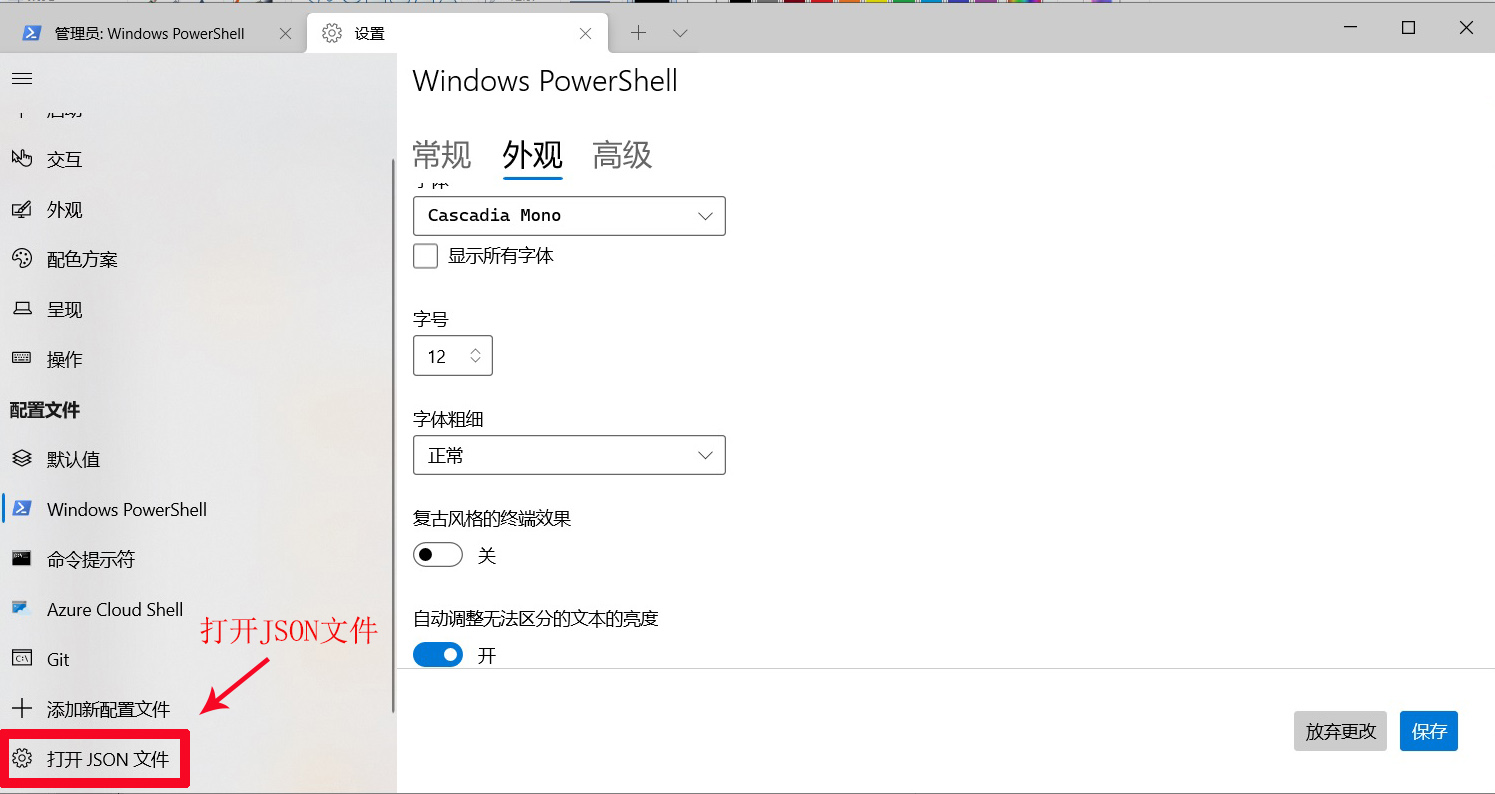 管理员: Windows PowerShell
设置
启动
交互
外观
配色方案
呈现
操作
配置文件
默认值
Windows PowerShell
命令提示符
Azure Cloud Shell
Git
添加新配置文件
打开 JSON 文件
打开JSON文件
Windows PowerShell
常规 外观 高级
字体
Cascadia Mono
显示所有字体
字号
12
字体粗细
正常
复古风格的终端效果
关
自动调整无法区分的文本的亮度
开
放弃更改 保存